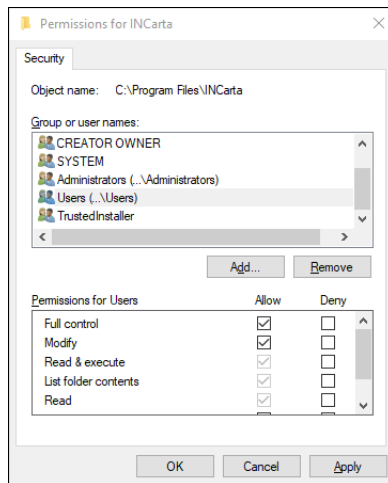 Permissions for INCarta
Security
Object name: C:\Program Files\INCarta
Group or user names:
CREATOR OWNER
SYSTEM
Administrators (...\Administrators)
Users (...\Users)
TrustedInstaller
Add... Remove
Permissions for Users Allow Deny
Full control
Modify
Read & execute
List folder contents
Read
OK Cancel Apply